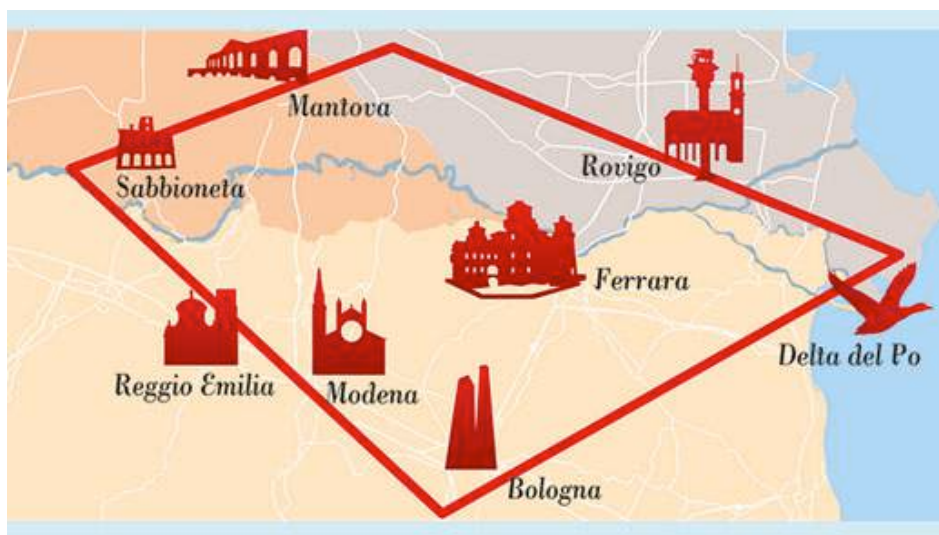 Mantova
Rovigo
Sabbioneta
Ferrara
Delta del Po
Reggio Emilia
Modena
Bologna